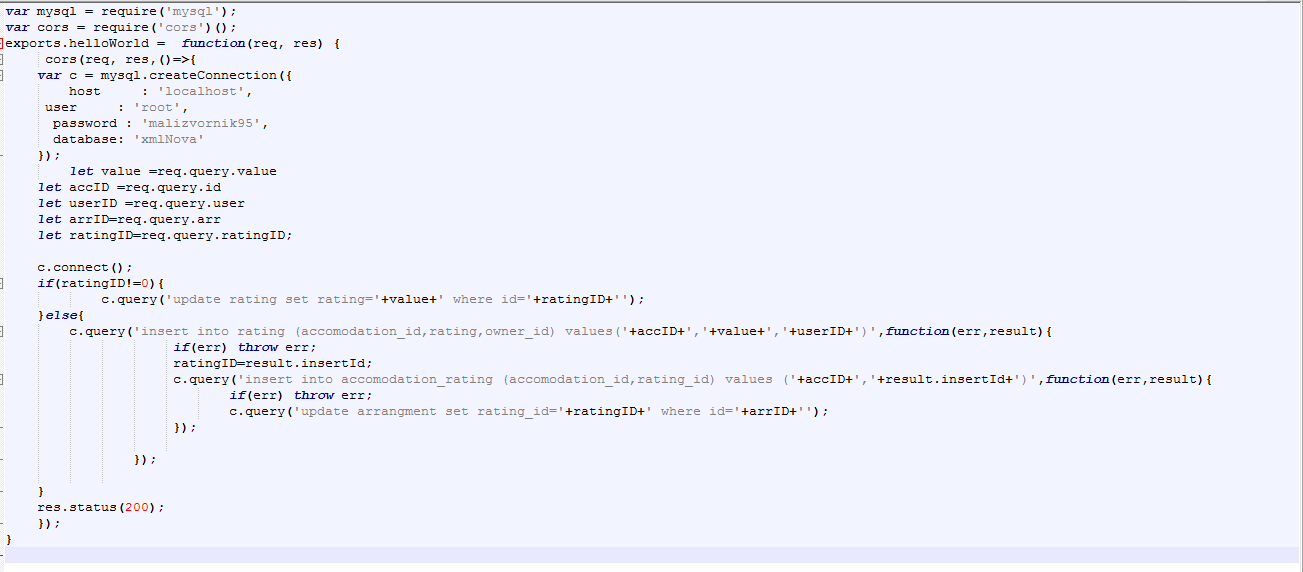 var mysql = require('mysql');
var cors = require('cors')();
exports.helloWorld =  function(req, res) {
     cors(req, res,()=>{
    var c = mysql.createConnection({
        host     : 'localhost',
     user     : 'root',
      password : 'malizvornik95',
      database: 'xmlNova'
    });
        let value =req.query.value
    let accID =req.query.id
    let userID =req.query.user
    let arrID=req.query.arr
    let ratingID=req.query.ratingID;

    c.connect();
    if(ratingID!=0){
            c.query('update rating set rating='+value+' where id='+ratingID+'');
    }else{
        c.query('insert into rating (accomodation_id,rating,owner_id) values('+accID+','+value+','+userID+')',function(err,result){
                     if(err) throw err;
                     ratingID=result.insertId;
                     c.query('insert into accomodation_rating (accomodation_id,rating_id) values ('+accID+','+result.insertId+')',function(err,result){
                            if(err) throw err;
                            c.query('update arrangment set rating_id='+ratingID+' where id='+arrID+'');
                     });

                });

    }
    res.status(200);
    });
}